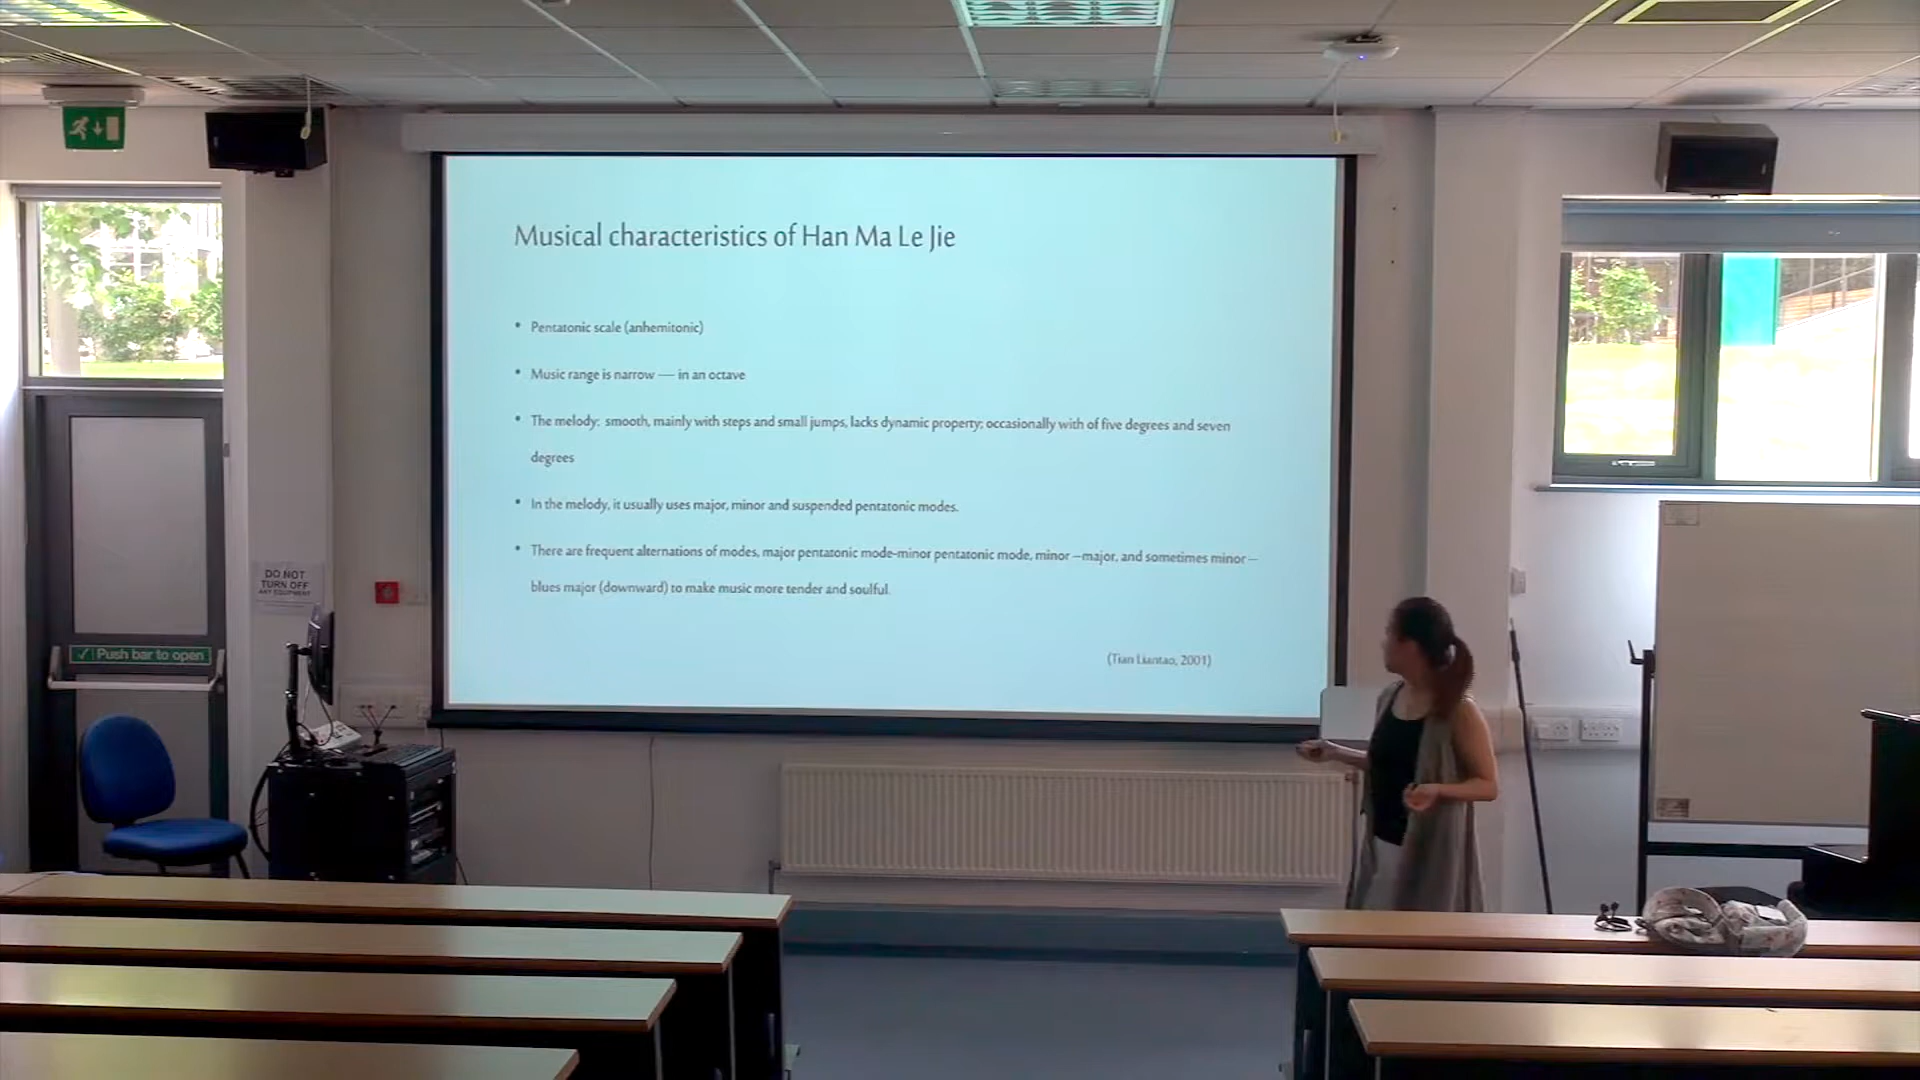 Musical characteristics of Han Ma Le Jie
• Pentatonic scale (anhemitonic)
• Music range is narrow — in an octave
• The melody: smooth, mainly with steps and small jumps, lacks dynamic property; occasionally with of five degrees and seven
degrees
• In the melody, it usually uses major, minor and suspended pentatonic modes.
• There are frequent alternations of modes, major pentatonic mode-minor pentatonic mode, minor –major, and sometimes minor –
blues major (downward) to make music more tender and soulful.
(Tian Liantao, 2001)
DO NOT
TURN OFF
ANY EQUIPMENT
Push bar to open